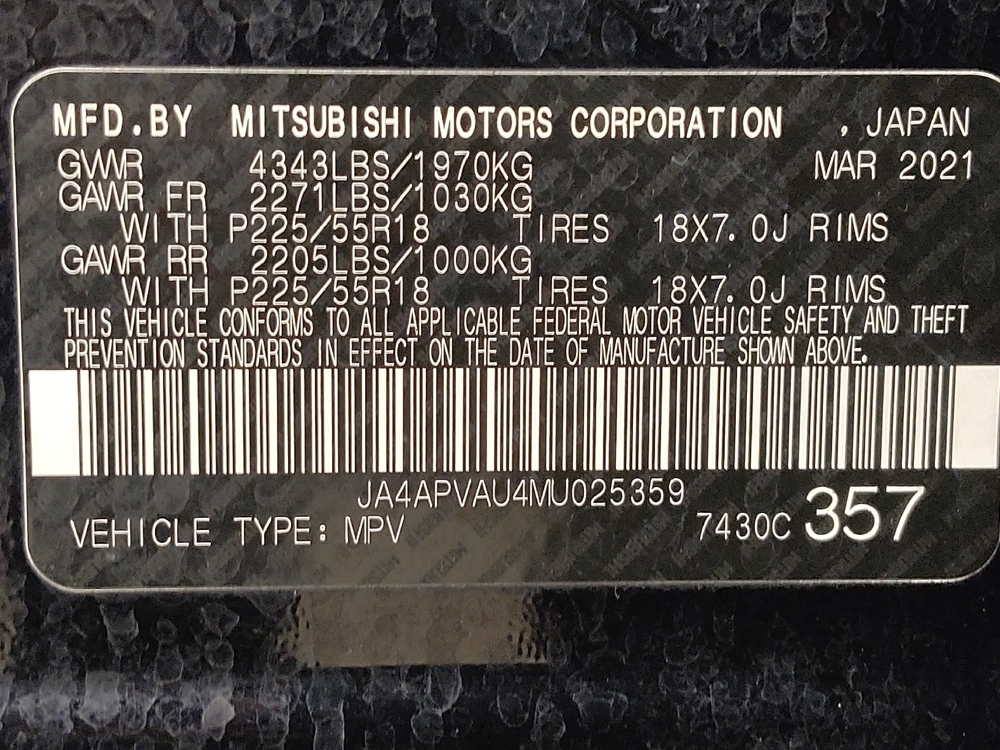 MFD.BY MITSUBISHI MOTORS CORPORATION , JAPAN
GVWR 4343LBS/1970KG MAR 2021
GAWR FR 2271LBS/1030KG
WITH P225/55R18 TIRES 18X7.0J RIMS
GAWR RR 2205LBS/1000KG
WITH P225/55R18 TIRES 18X7.0J RIMS
THIS VEHICLE CONFORMS TO ALL APPLICABLE FEDERAL MOTOR VEHICLE SAFETY AND THEFT
PREVENTION STANDARDS IN EFFECT ON THE DATE OF MANUFACTURE SHOWN ABOVE.
JA4APVAU4MU025359
VEHICLE TYPE: MPV 7430C 357